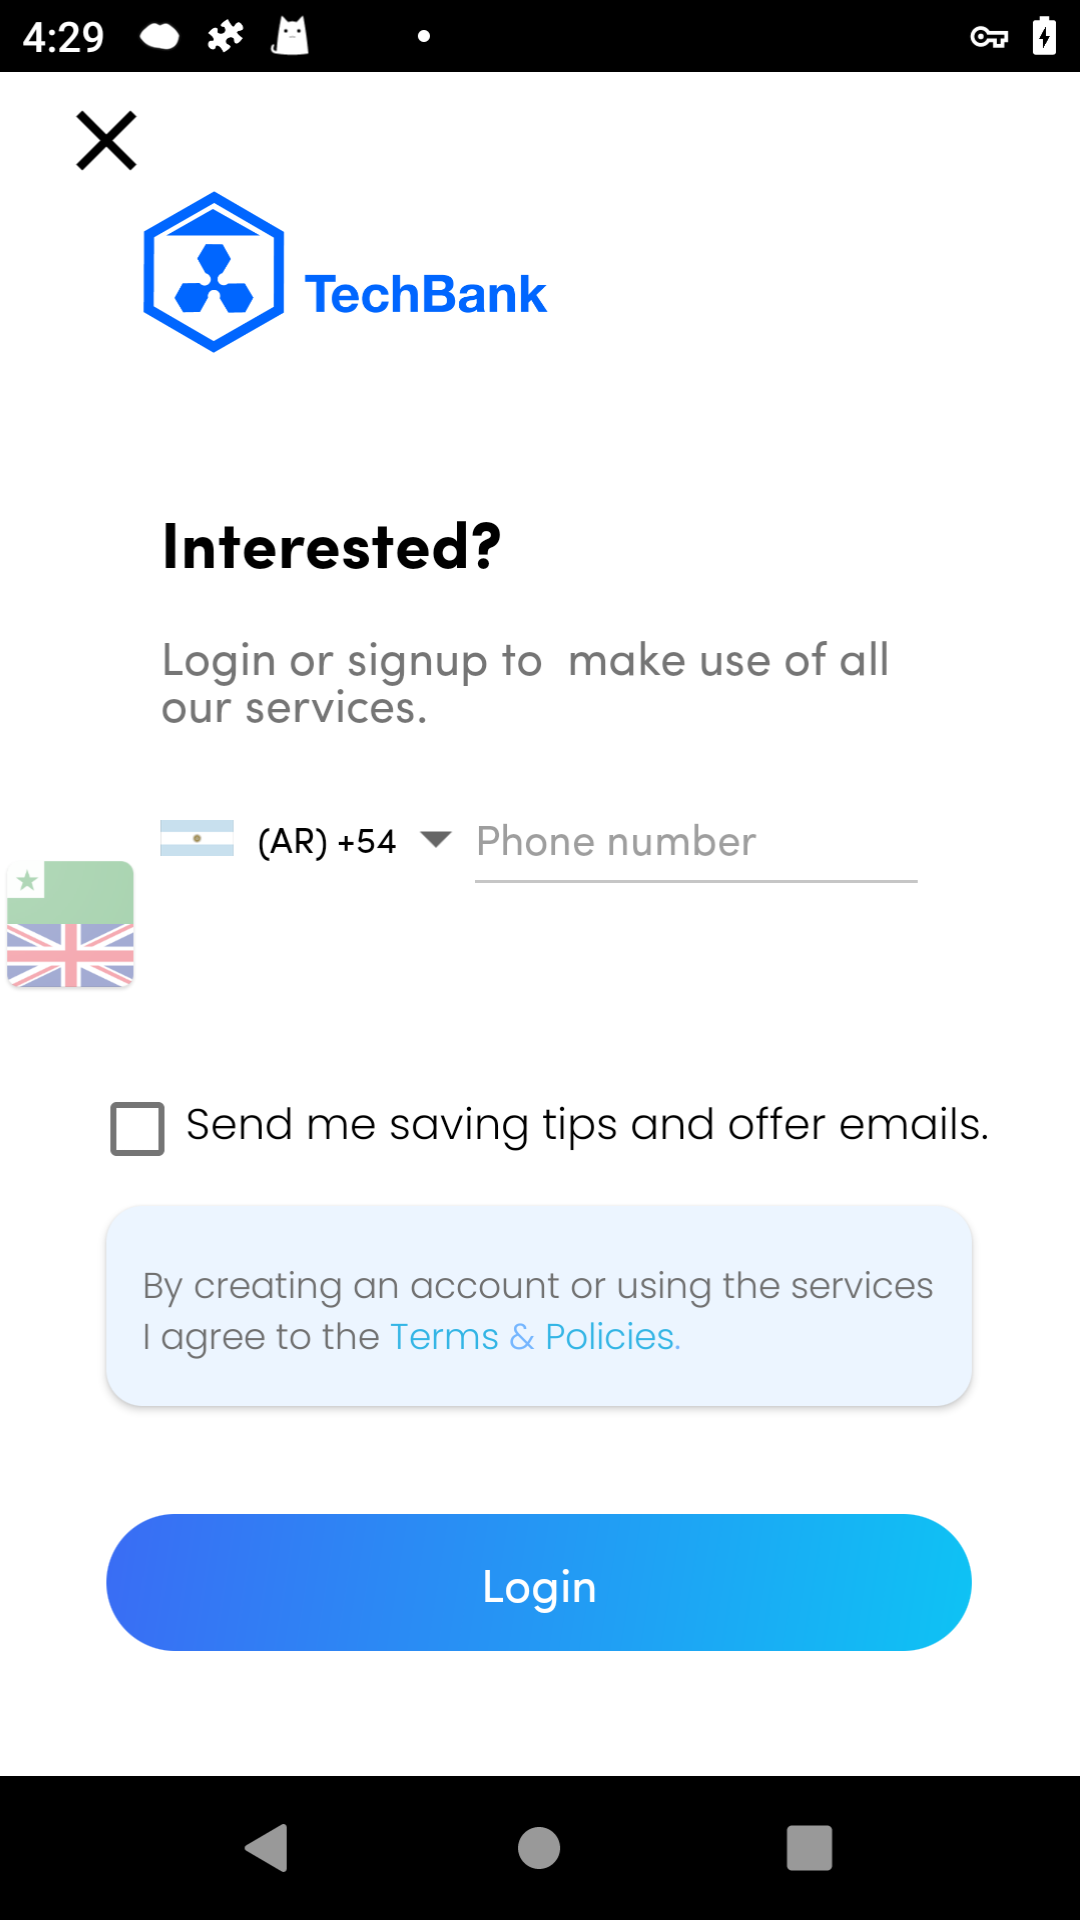 4:29
TechBank
Interested?
Login or signup to  make use of all
our services.
(AR) +54
Phone number
Send me saving tips and offer emails.
By creating an account or using the services
I agree to the Terms & Policies.
Login